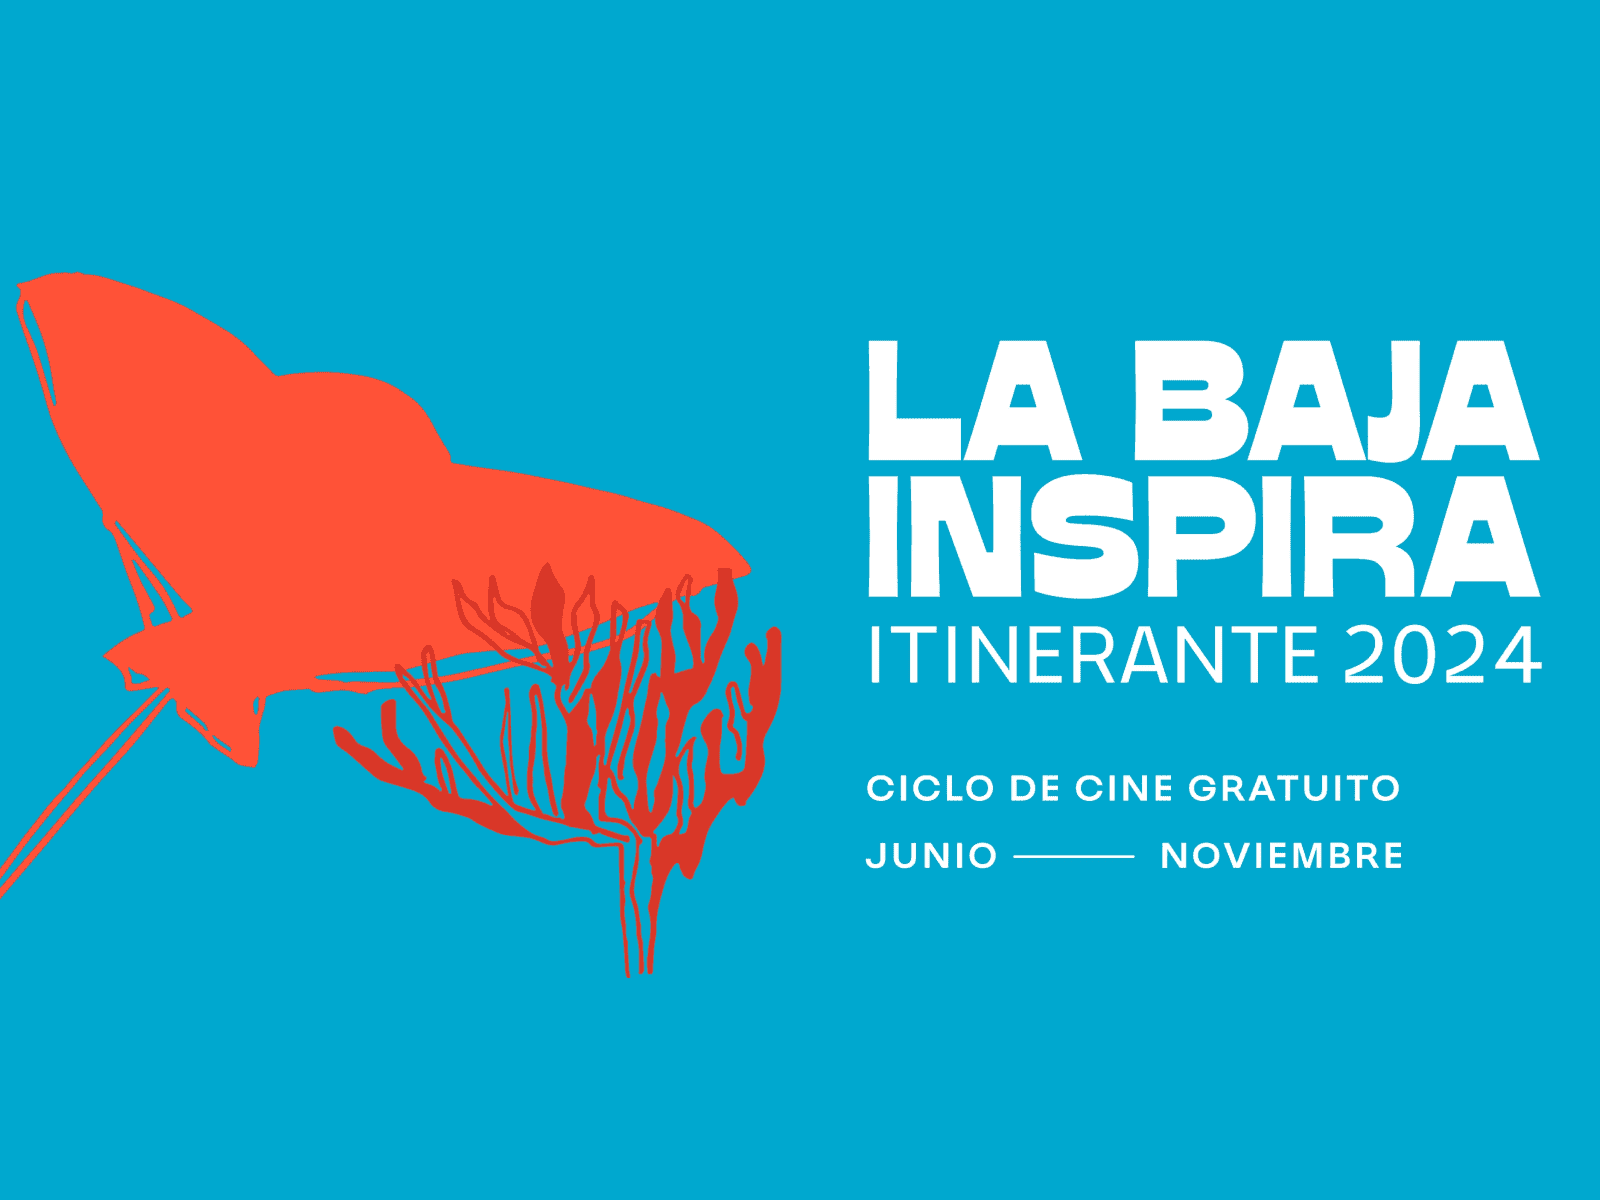 LA BAJA
INSPIRA
ITINERANTE 2024
CICLO DE CINE GRATUITO
JUNIO —— NOVIEMBRE